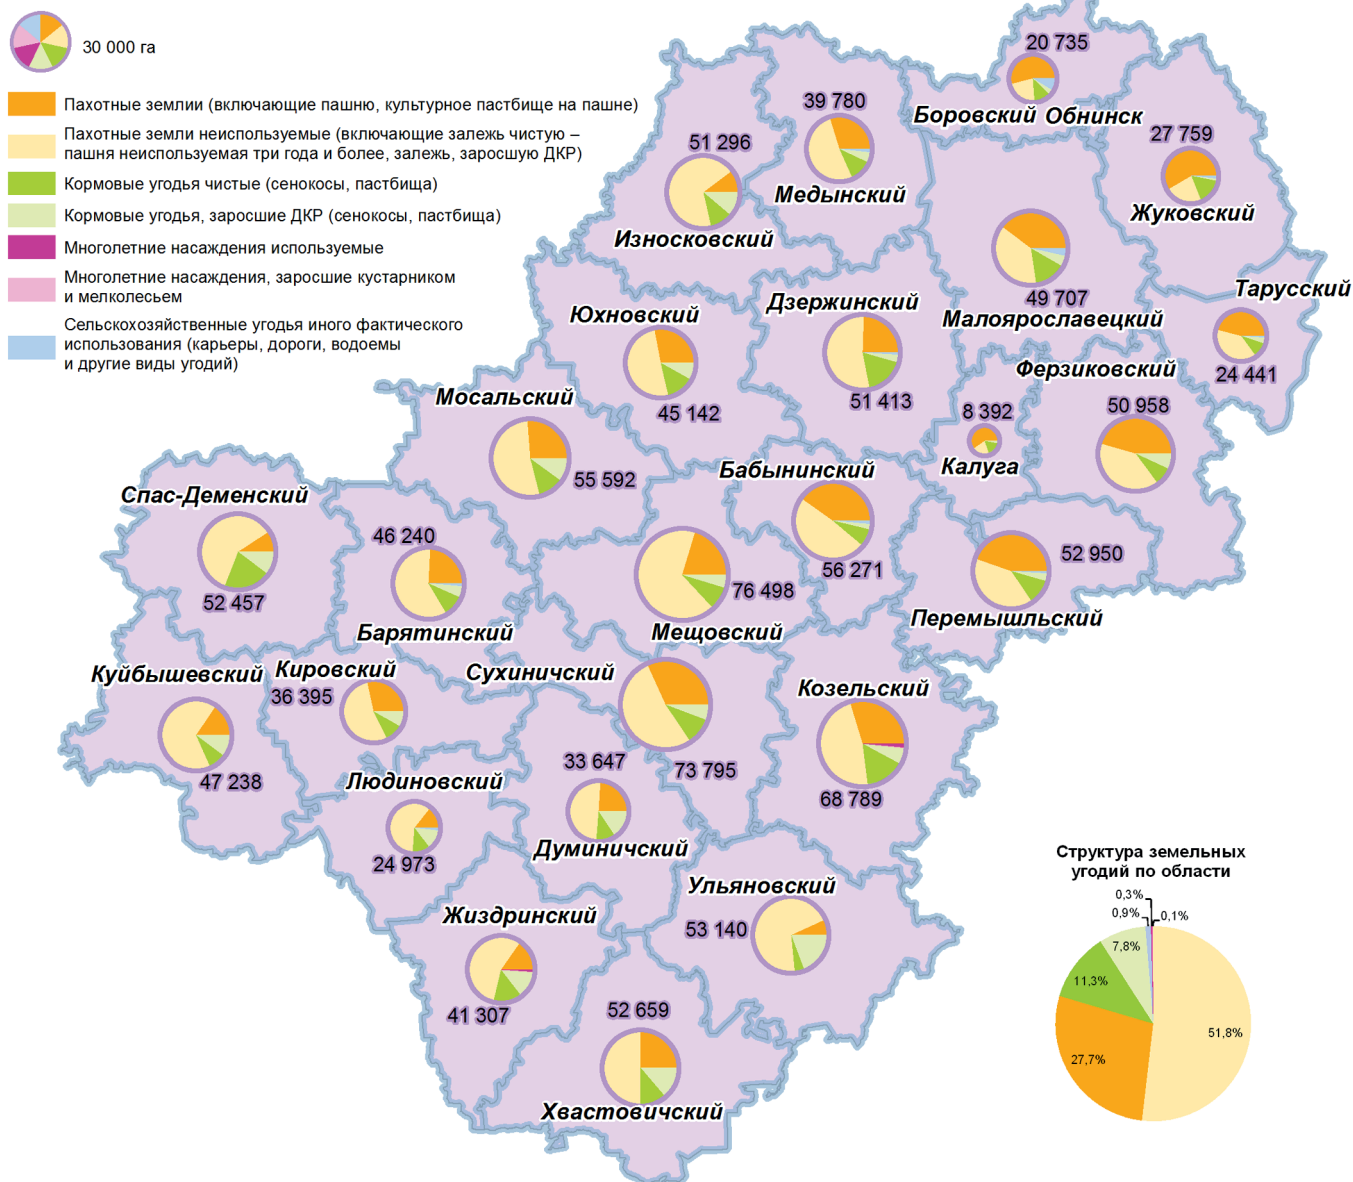 30 000 га
Пахотные землии (включающие пашню, культурное пастбище на пашне)
Пахотные земли неиспользуемые (включающие залежь чистую –
пашня неиспользуемая три года и более, залежь, заросшую ДКР)
Кормовые угодья чистые (сенокосы, пастбища)
Кормовые угодья, заросшие ДКР (сенокосы, пастбища)
Многолетние насаждения используемые
Многолетние насаждения, заросшие кустарником
и мелколесьем
Сельскохозяйственные угодья иного фактического
использования (карьеры, дороги, водоемы
и другие виды угодий)
20 735
Боровский Обнинск
39 780
Медынский
51 296
Износковский
27 759
Жуковский
49 707
Малоярославецкий
Тарусский
24 441
Юхновский
45 142
Дзержинский
51 413
Ферзиковский
50 958
8 392
Калуга
Мосальский
55 592
Бабынинский
56 271
Спас-Деменский
52 457
46 240
Барятинский
76 498
Мещовский
52 950
Перемышльский
Куйбышевский
47 238
Кировский
36 395
Сухиничский
73 795
Козельский
68 789
Людиновский
24 973
33 647
Думиничский
Ульяновский
53 140
Жиздринский
41 307
52 659
Хвастовичский
Структура земельных
угодий по области
0,3%
0,9%
0,1%
7,8%
11,3%
27,7%
51,8%